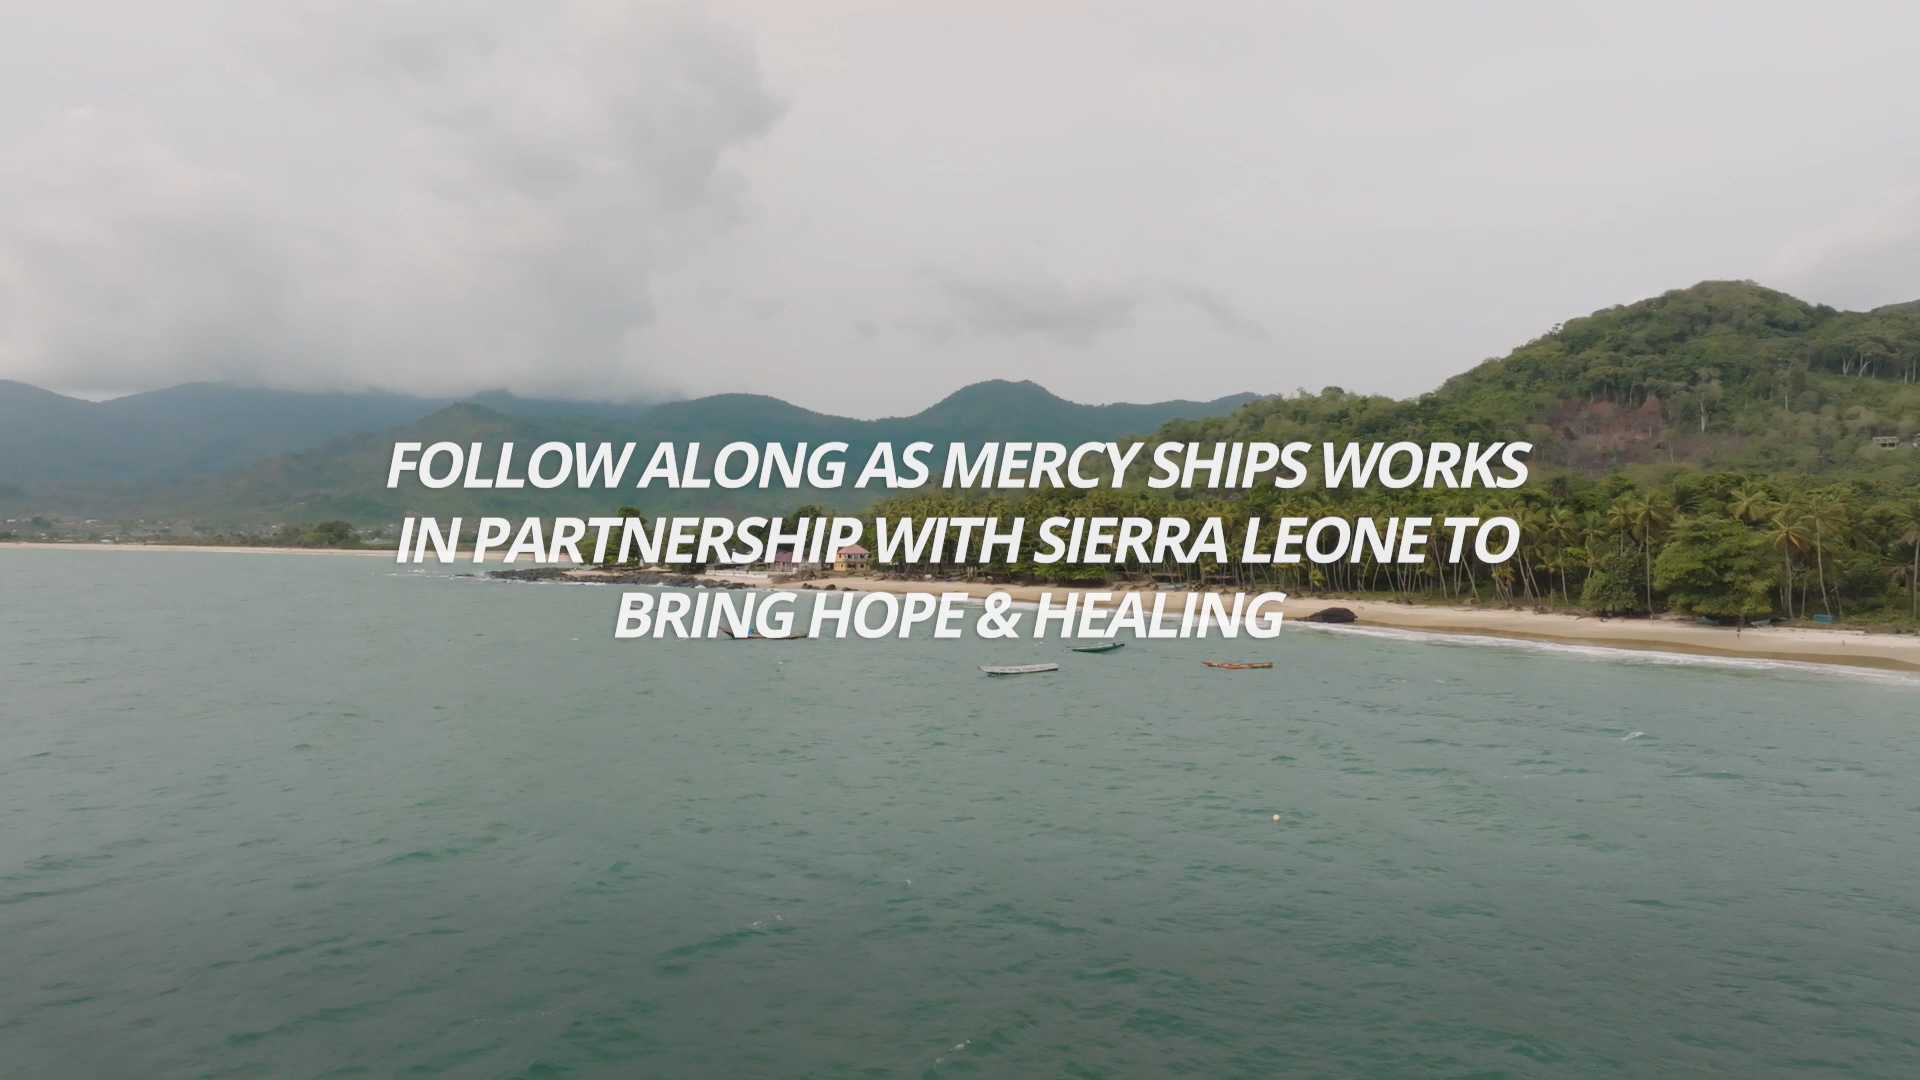 FOLLOW ALONG AS MERCY SHIPS WORKS
IN PARTNERSHIP WITH SIERRA LEONE TO
BRING HOPE & HEALING